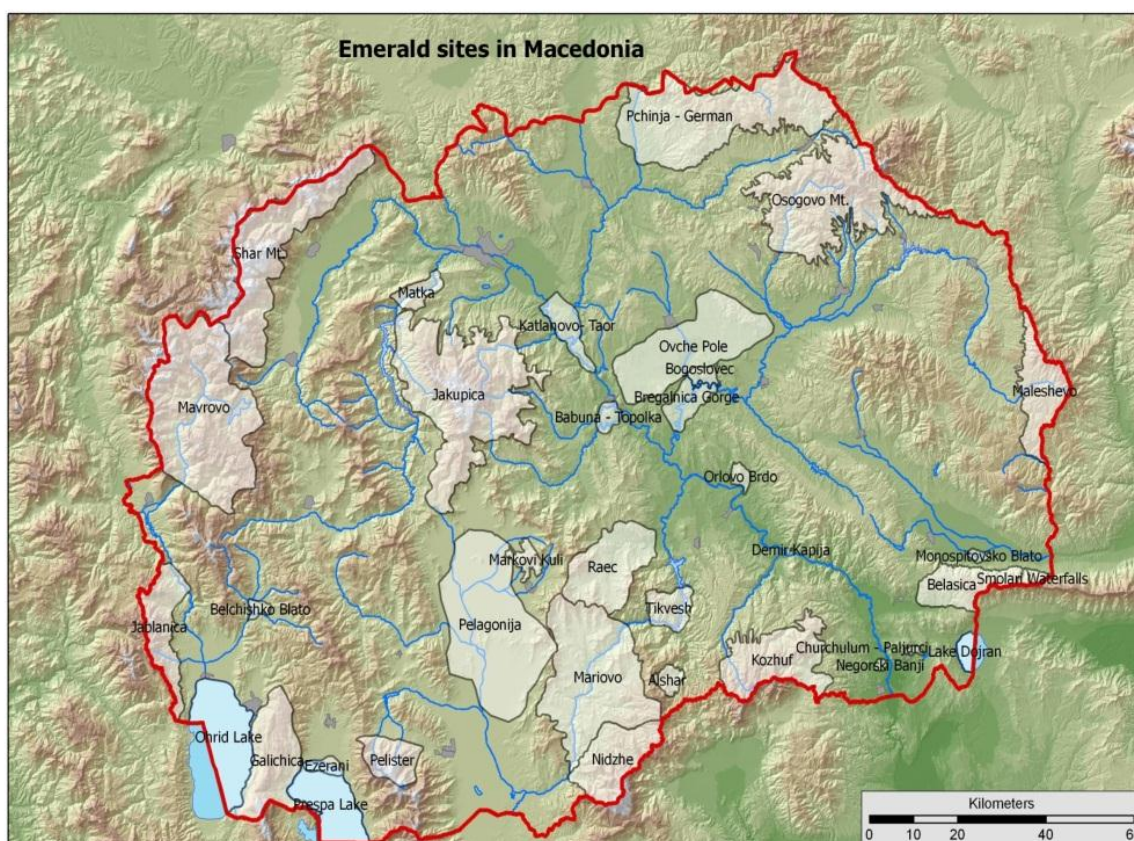 Emerald sites in Macedonia
Pchinja - German
Osogovo Mt.
Shar Mt.
Matka
Katlanovo- Taor
Ovche Pole
Bogoslovec
Mavrovo
Jakupica
Bregalnica Gorge
Maleshevo
Babuna - Topolka
Orlovo Brdo
Demir Kapija
Monospitovsko Blato
Markovi Kuli
Raec
Belasica
Smolari Waterfalls
Jablanica
Belchishko Blato
Pelagonija
Tikvesh
Churchulum - Paljurci
Lake Dojran
Kozhuf
Negorski Banji
Mariovo
Alshar
Ohrid Lake
Galichica
Ezerani
Pelister
Nidzhe
Prespa Lake
Kilometers
0 10 20 40 6